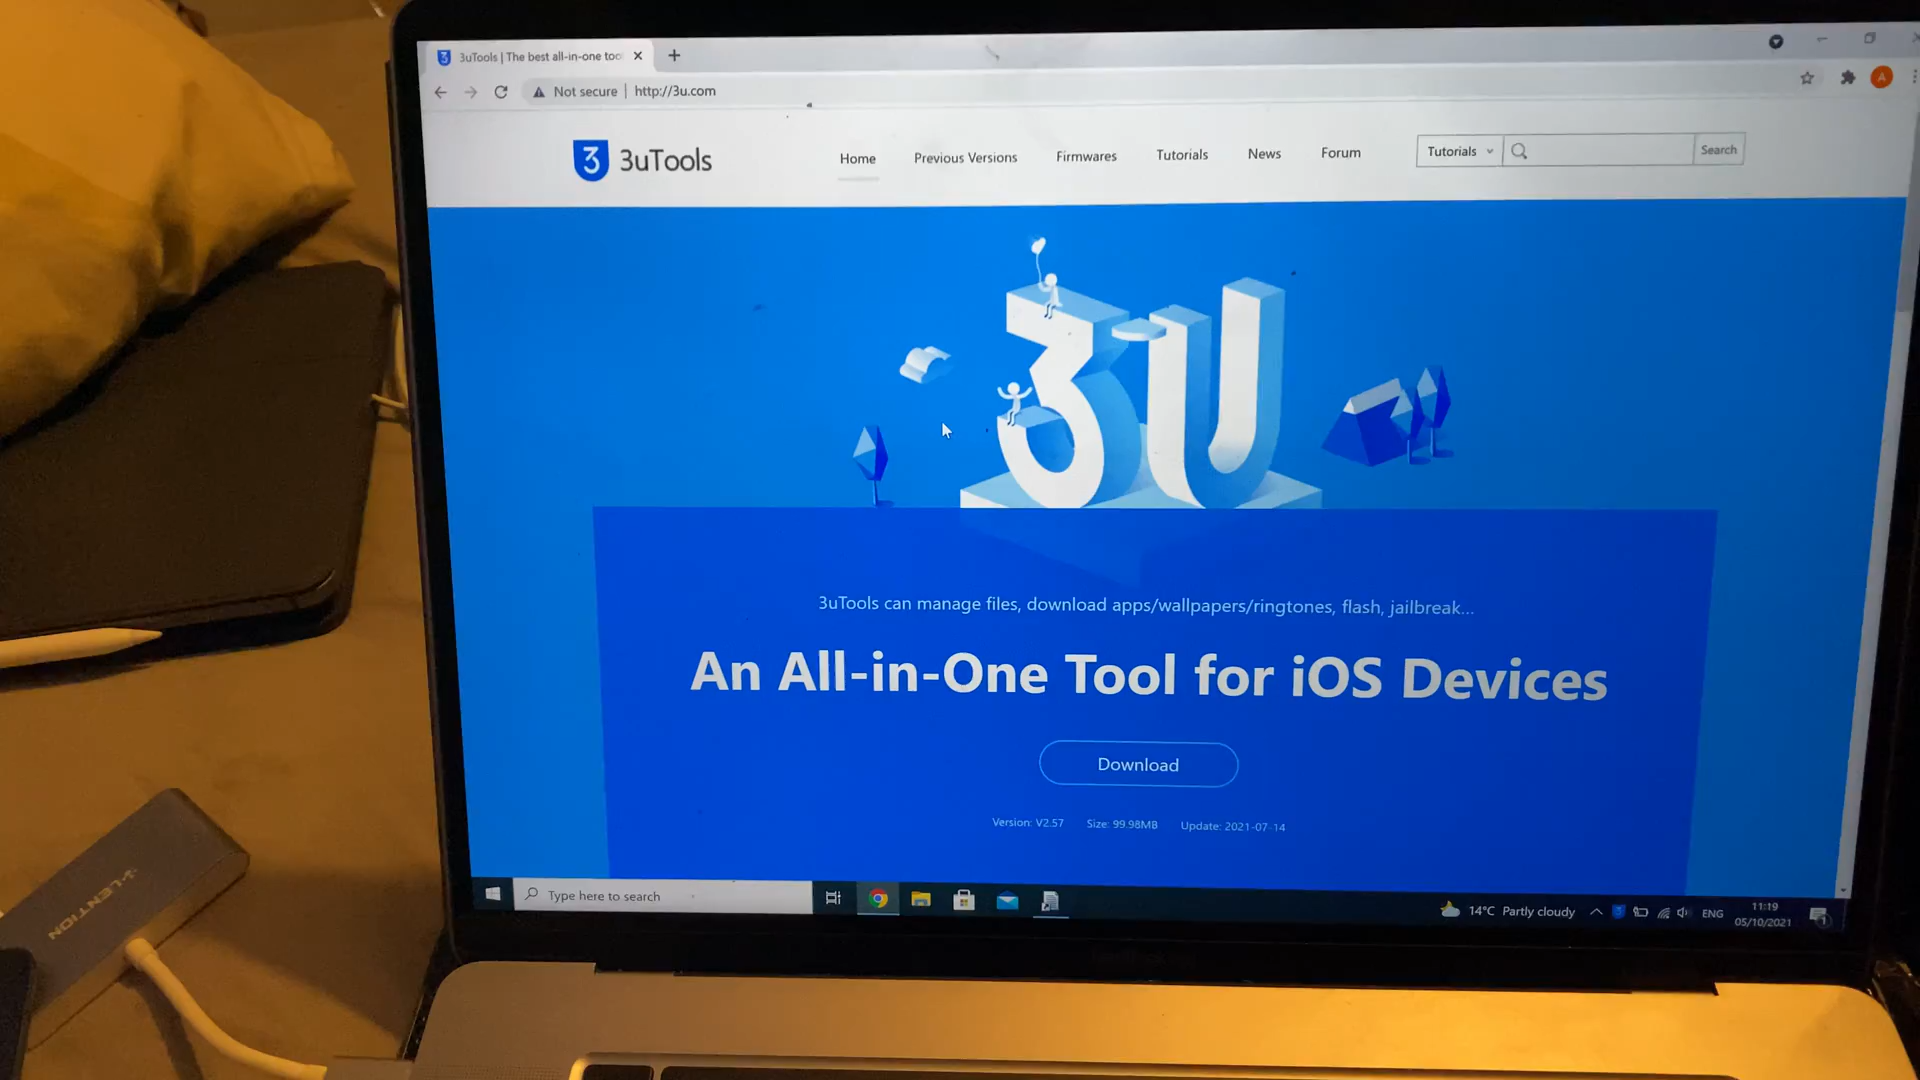 3uTools | The best all-in-one too
Not secure | http://3u.com
3 3uTools
Home Previous Versions Firmwares Tutorials News Forum
Tutorials Search
A
3U
3uTools can manage files, download apps/wallpapers/ringtones, flash, jailbreak...
An All-in-One Tool for iOS Devices
Download
Version: V2.57 Size: 99.98MB Update: 2021-07-14
Type here to search
14°C Partly cloudy ENG
11:19
05/10/2021
LENTION